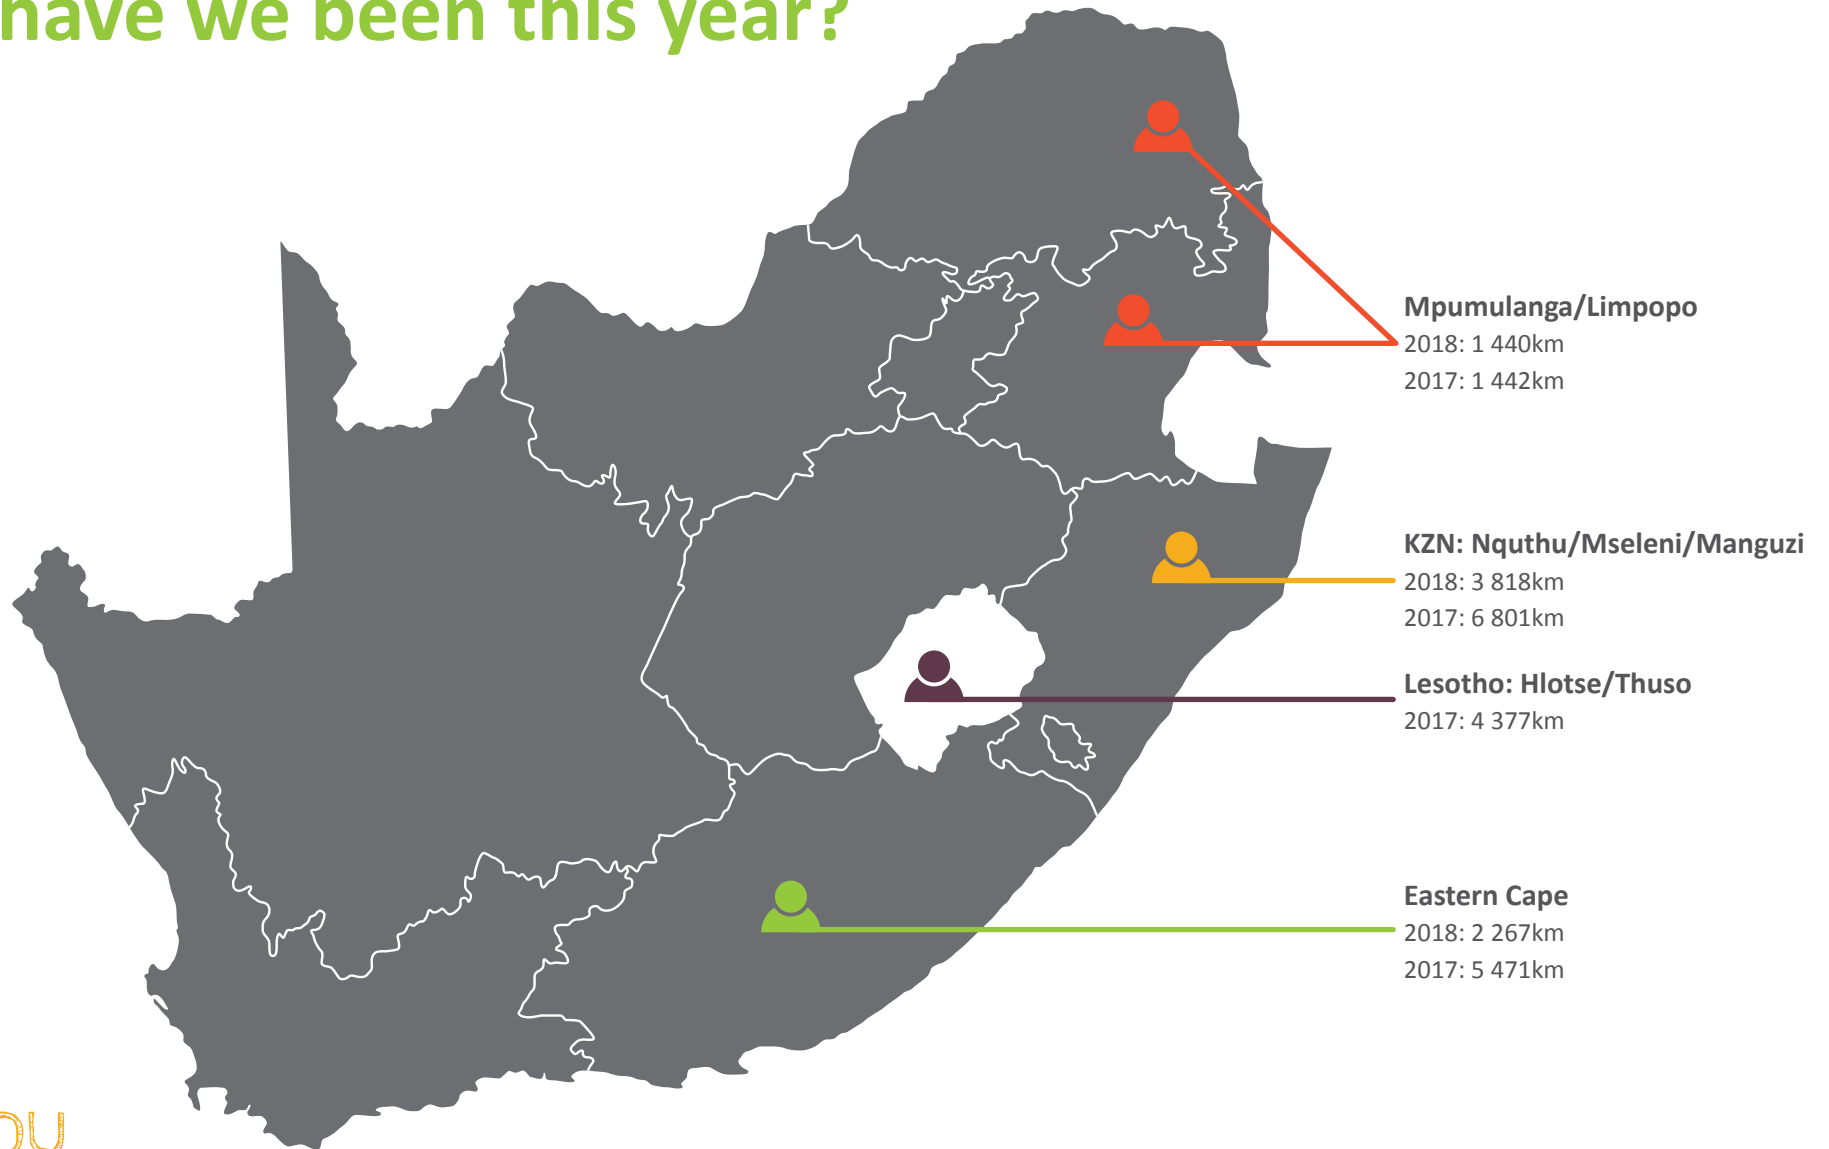 have we been this year?
Mpumulanga/Limpopo
2018: 1 440km
2017: 1 442km
KZN: Nquthu/Mseleni/Manguzi
2018: 3 818km
2017: 6 801km
Lesotho: Hlotse/Thuso
2017: 4 377km
Eastern Cape
2018: 2 267km
2017: 5 471km